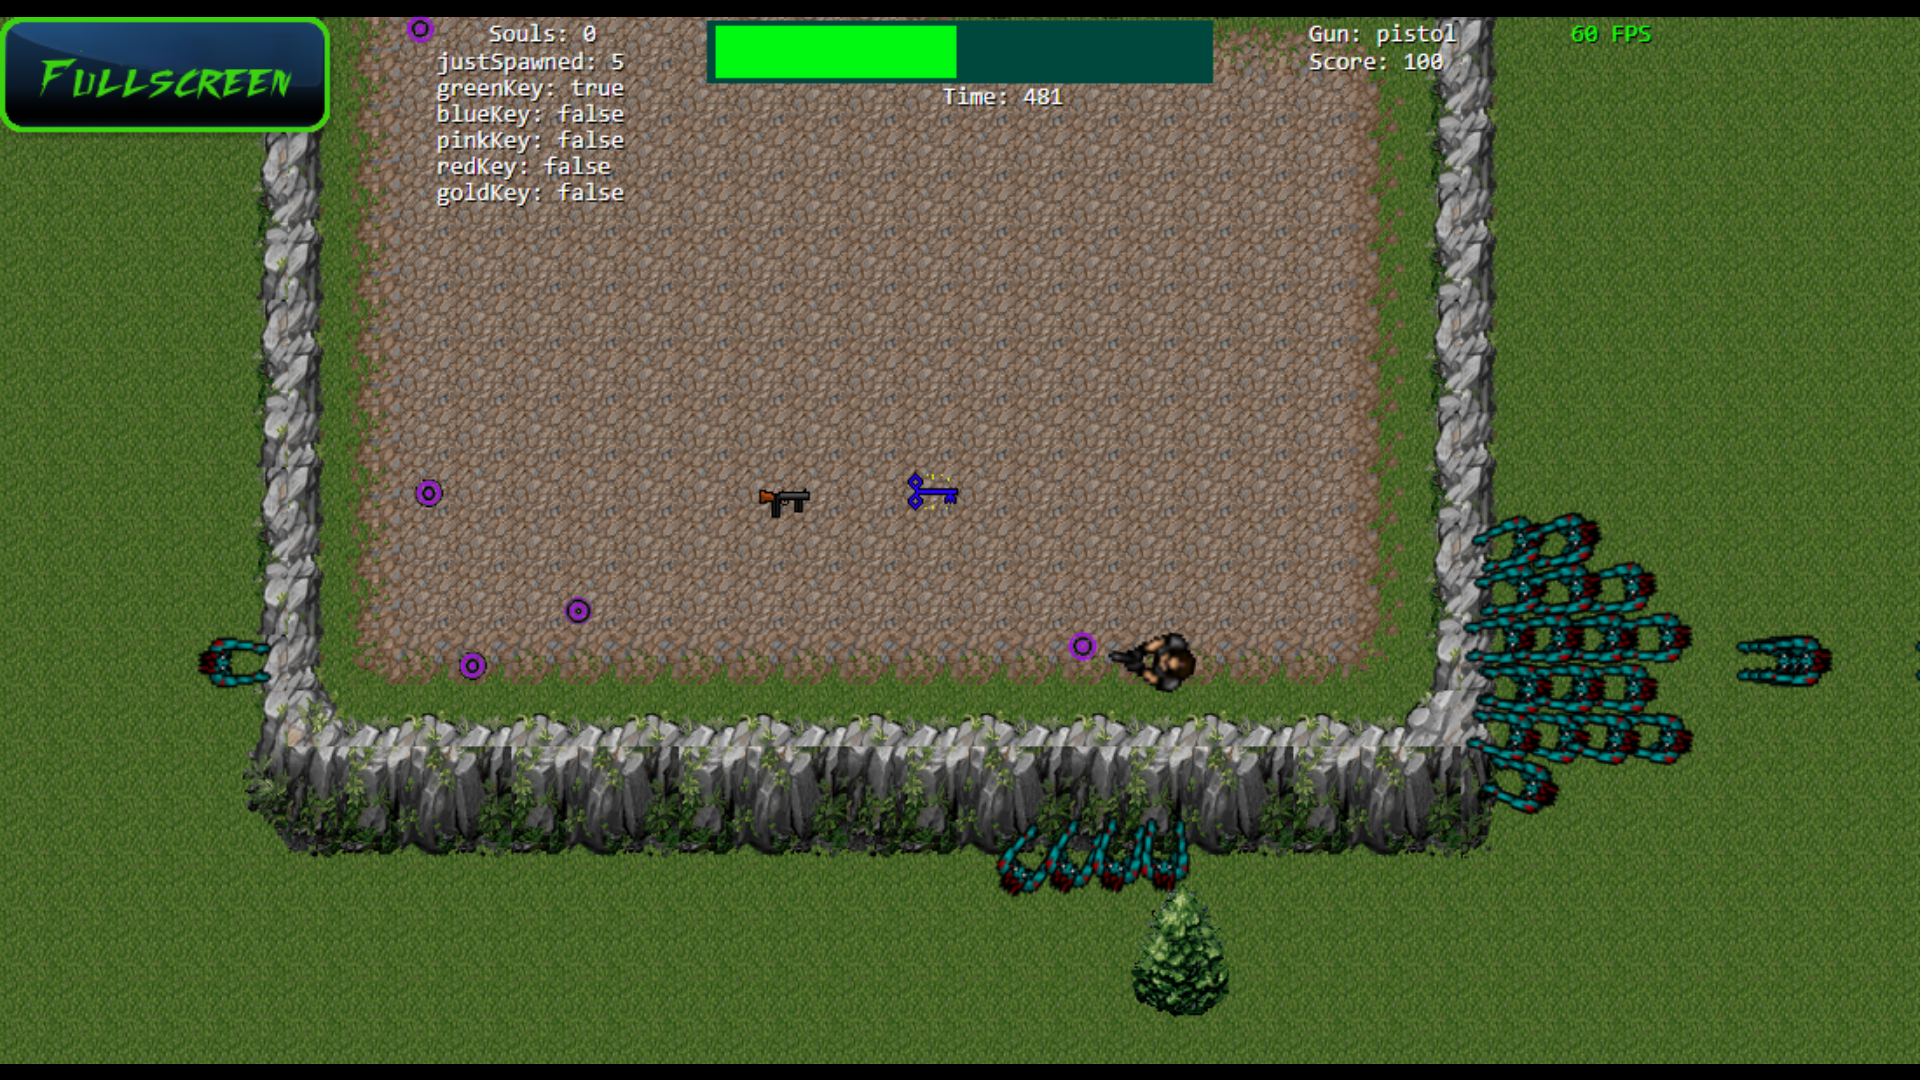 Fullscreen
Souls: 0
justSpawned: 5
greenKey: true
blueKey: false
pinkKey: false
redKey: false
goldKey: false
Time: 481
Gun: pistol
Score: 100
60 FPS